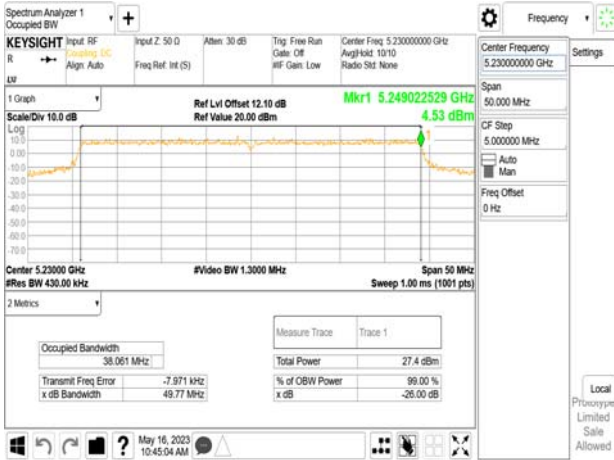 Spectrum Analyzer 1
Occupied BW
Frequency
KEYSIGHT
R
Input: RF
Coupling: DC
Align: Auto
Input Z: 50 Ω
Freq Ref: Int (S)
Atten: 30 dB
Trig: Free Run
Gate: Off
#IF Gain: Low
Center Freq: 5.230000000 GHz
Avg|Hold: 10/10
Radio Std: None
Center Frequency
5.230000000 GHz
Settings
Span
50.000 MHz
CF Step
5.000000 MHz
Auto
Man
Freq Offset
0 Hz
1 Graph
Scale/Div 10.0 dB
Ref Lvl Offset 12.10 dB
Ref Value 20.00 dBm
Mkr1 5.249022529 GHz
4.53 dBm
Log
10.0
0.00
-10.0
-20.0
-30.0
-40.0
-50.0
-60.0
-70.0
1
Center 5.23000 GHz
#Res BW 430.00 kHz
#Video BW 1.3000 MHz
Span 50 MHz
Sweep 1.00 ms (1001 pts)
2 Metrics
Measure Trace
Trace 1
Occupied Bandwidth
38.061 MHz
Total Power
27.4 dBm
Transmit Freq Error
-7.971 kHz
% of OBW Power
99.00 %
x dB Bandwidth
49.77 MHz
x dB
-26.00 dB
Local
Prototype
Limited
Sale
Allowed
?
May 16, 2023
10:45:04 AM